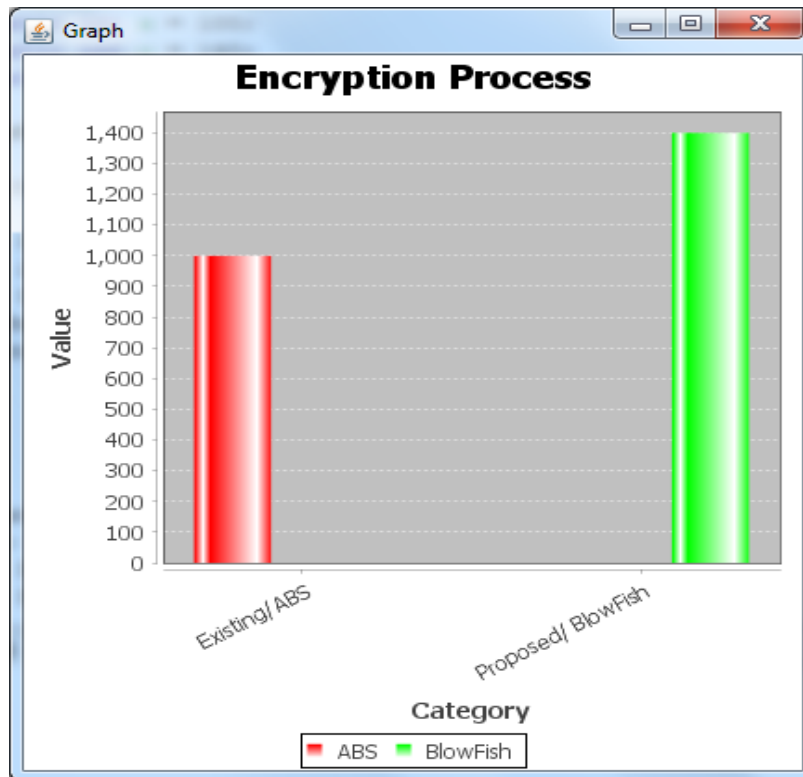 Graph
Encryption Process
Value
1,400
1,300
1,200
1,100
1,000
900
800
700
600
500
400
300
200
100
0
Existing/ ABS
Proposed/ BlowFish
Category
ABS
BlowFish